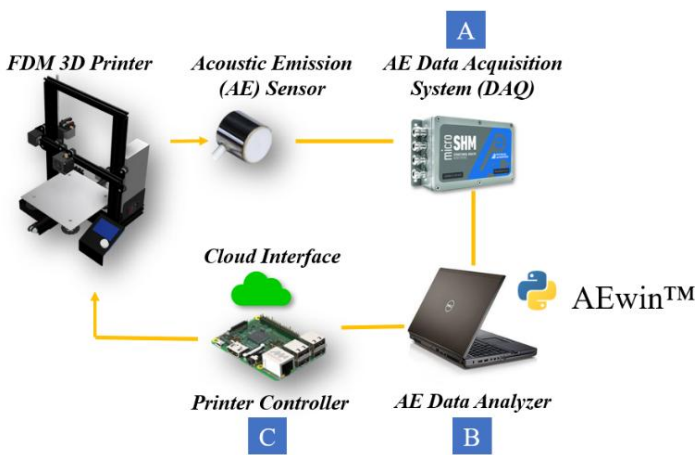 A
FDM 3D Printer
Acoustic Emission
(AE) Sensor
AE Data Acquisition
System (DAQ)
micro
SHM
Cloud Interface
AEwin™
DELL
Printer Controller
AE Data Analyzer
C
B